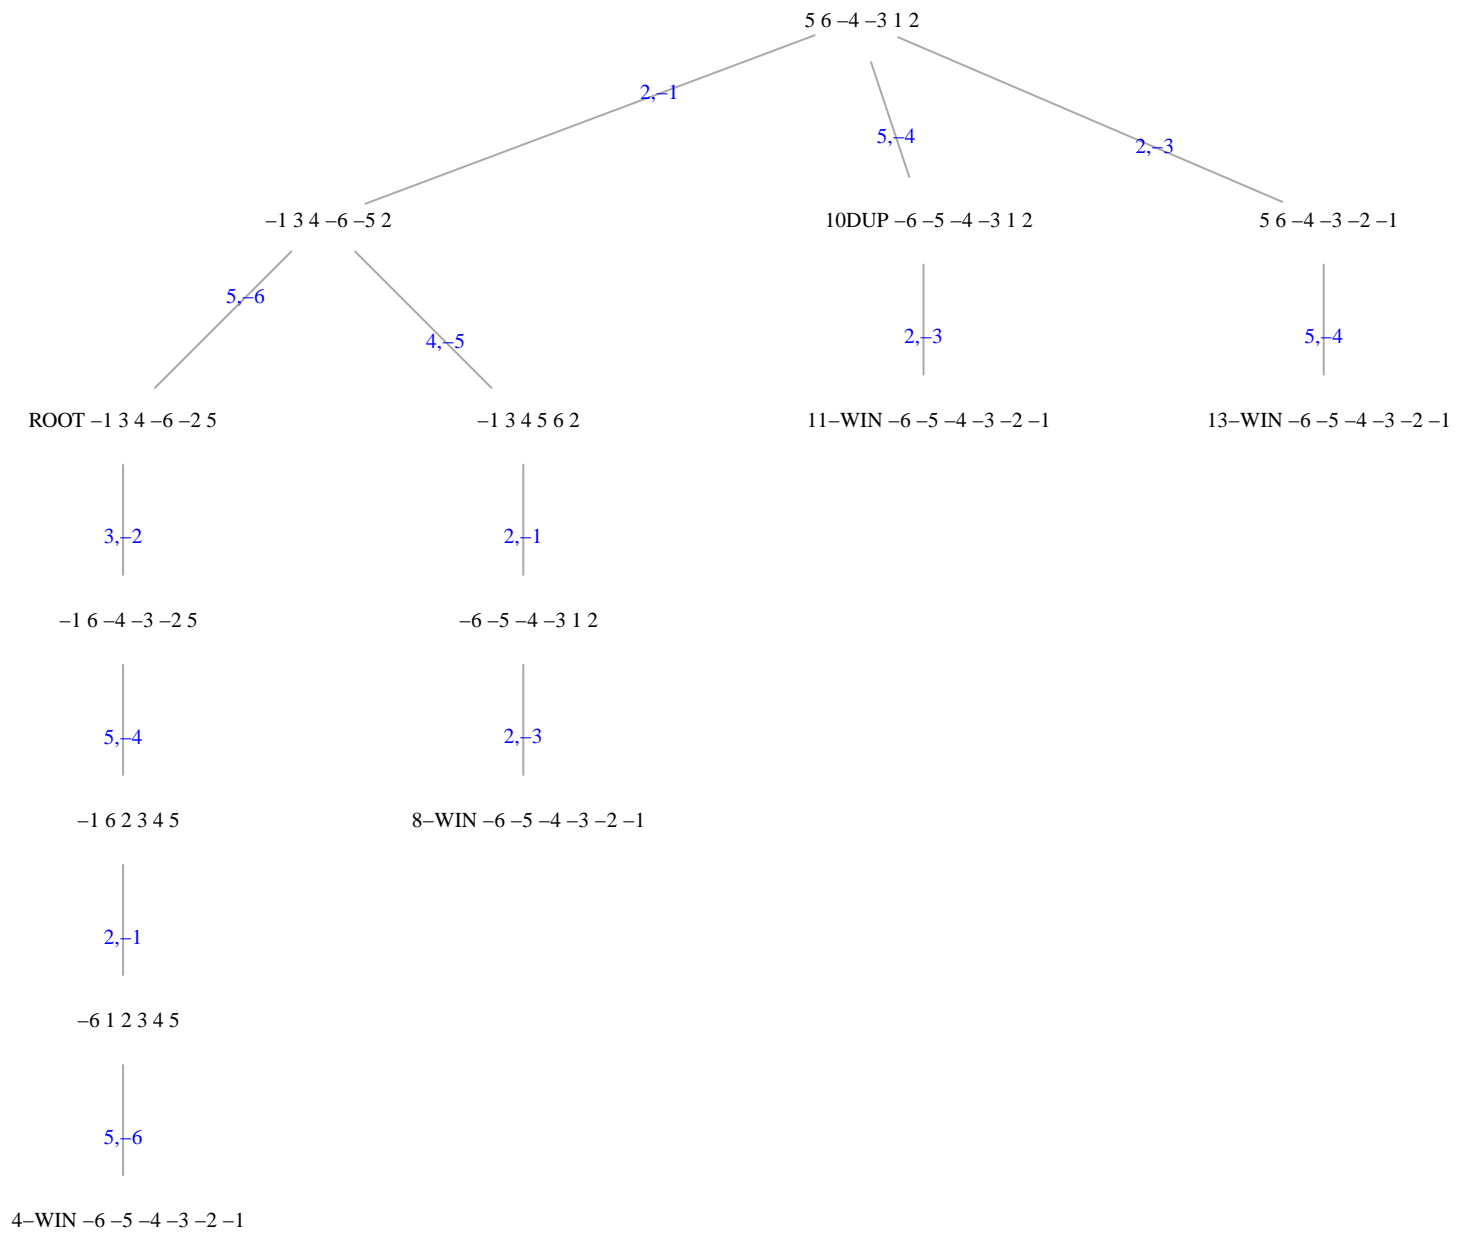 5 6 −4 −3 1 2
2,−1
5,−4
2,−3
−1 3 4 −6 −5 2
10DUP −6 −5 −4 −3 1 2
5 6 −4 −3 −2 −1
5,−6
4,−5
2,−3
5,−4
ROOT −1 3 4 −6 −2 5
−1 3 4 5 6 2
11−WIN −6 −5 −4 −3 −2 −1
13−WIN −6 −5 −4 −3 −2 −1
3,−2
2,−1
−1 6 −4 −3 −2 5
−6 −5 −4 −3 1 2
5,−4
2,−3
−1 6 2 3 4 5
8−WIN −6 −5 −4 −3 −2 −1
2,−1
−6 1 2 3 4 5
5,−6
4−WIN −6 −5 −4 −3 −2 −1